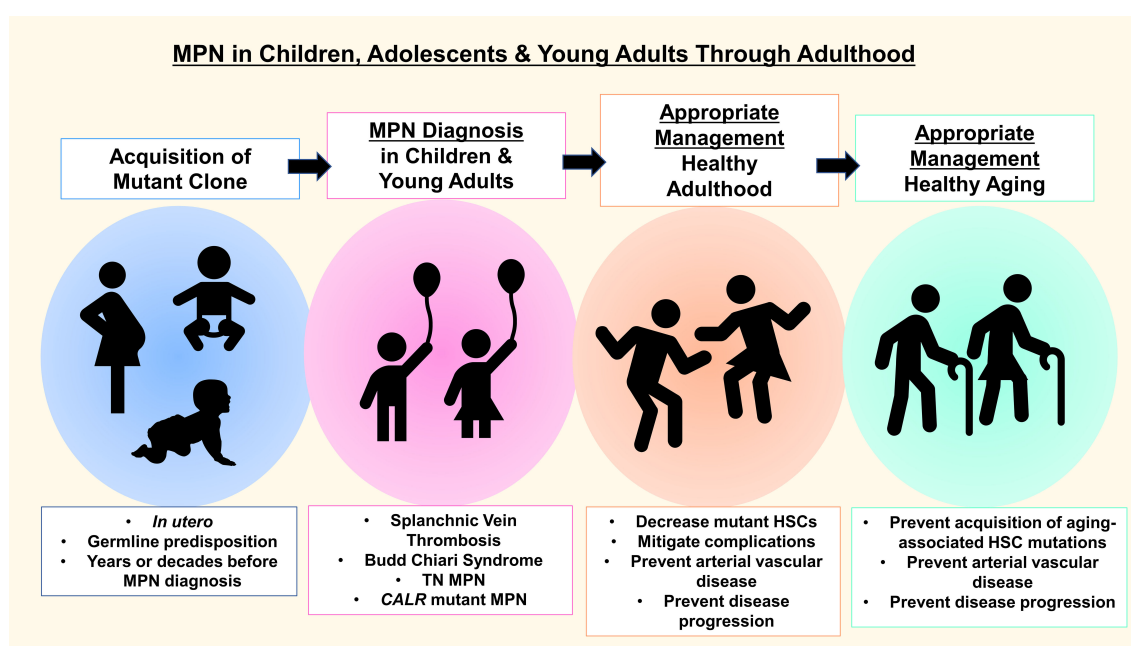 MPN in Children, Adolescents & Young Adults Through Adulthood
Acquisition of
Mutant Clone
MPN Diagnosis
in Children &
Young Adults
Appropriate
Management
Healthy
Adulthood
Appropriate
Management
Healthy Aging
• In utero
• Germline predisposition
• Years or decades before
MPN diagnosis
• Splanchnic Vein
Thrombosis
• Budd Chiari Syndrome
• TN MPN
• CALR mutant MPN
• Decrease mutant HSCs
• Mitigate complications
• Prevent arterial vascular
disease
• Prevent disease
progression
• Prevent acquisition of aging-
associated HSC mutations
• Prevent arterial vascular
disease
• Prevent disease progression